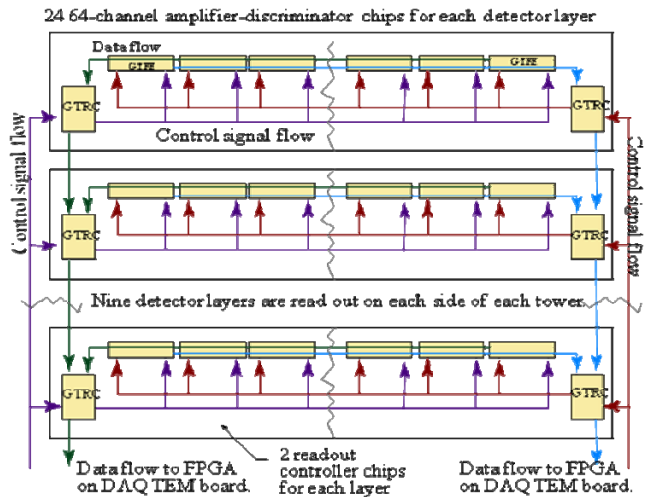 24 64-channel amplifier-discriminator chips for each detector layer
Data flow
GTFE
GTFE
GTRC
GTRC
Control signal flow
Control signal flow
Control signal flow
GTRC
GTRC
Nine detector layers are read out on each side of each tower.
GTRC
GTRC
2 readout
controller chips
for each layer
Data flow to FPGA
on DAQ TEM board.
Data flow to FPGA
on DAQ TEM board.